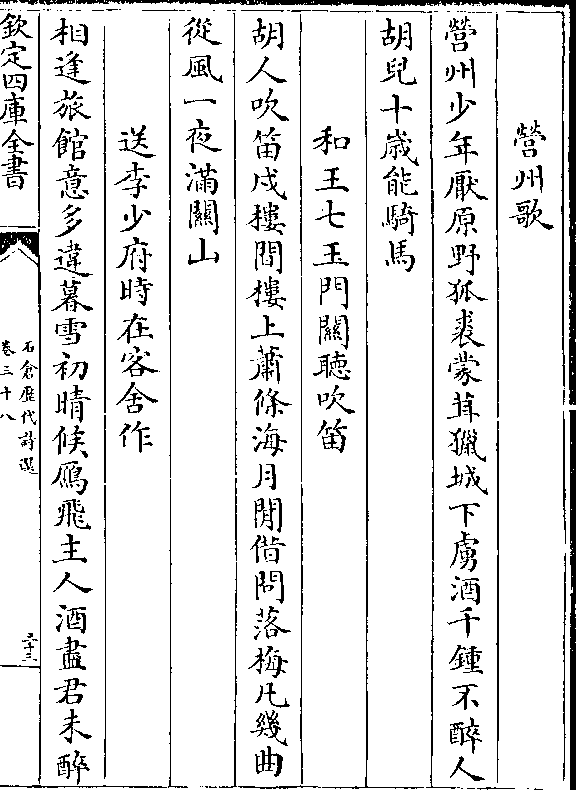 營州歌
營州少年厭原野狐裘蒙茸獵城下虜酒千鍾不醉人
胡兒十歳能騎馬
和王七玉門關聽吹笛
胡人吹笛戍樓間樓上蕭條海月閒借問落梅凡幾曲
從風一夜滿關山
送李少府時在客舍作
相逢旅館意多違暮雪初晴候鴈飛主人酒盡君未醉
欽定四庫全書
石倉歷代詩選
卷三十八
二十三